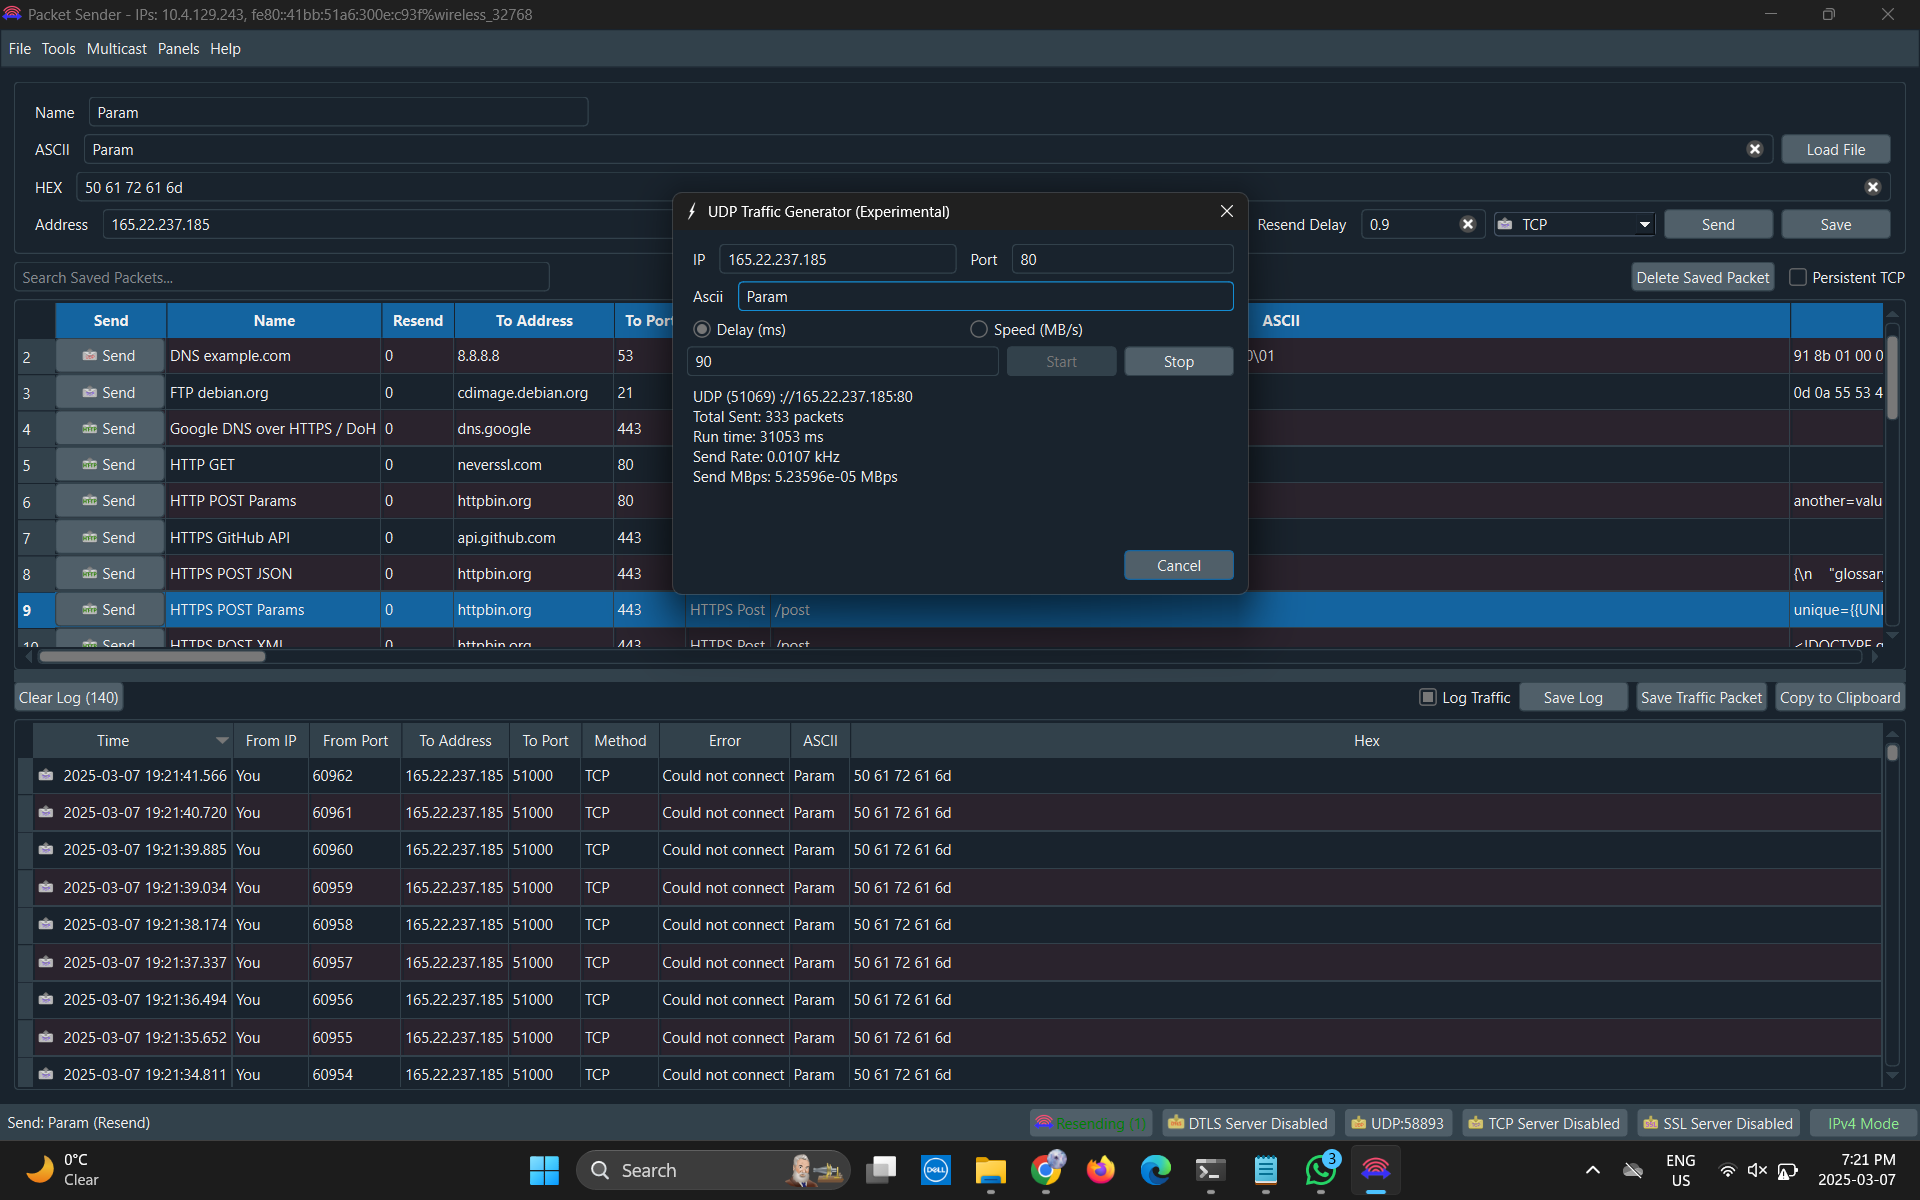 Packet Sender - IPs: 10.4.129.243, fe80::41bb:51a6:300e:c93f%wireless_32768
File Tools Multicast Panels Help
Name Param
ASCII Param Load File
HEX 50 61 72 61 6d
Address 165.22.237.185 Resend Delay 0.9 TCP Send Save
Search Saved Packets... Delete Saved Packet Persistent TCP
UDP Traffic Generator (Experimental)
IP 165.22.237.185 Port 80
Ascii Param
Delay (ms) Speed (MB/s)
90 Start Stop
UDP (51069) ://165.22.237.185:80
Total Sent: 333 packets
Run time: 31053 ms
Send Rate: 0.0107 kHz
Send MBps: 5.23596e-05 MBps
Cancel
Send Name Resend To Address To Port ASCII
2 Send DNS example.com 0 8.8.8.8 53 0\01 91 8b 01 00 0
3 Send FTP debian.org 0 cdimage.debian.org 21 0d 0a 55 53 4
4 Send Google DNS over HTTPS / DoH 0 dns.google 443
5 Send HTTP GET 0 neverssl.com 80
6 Send HTTP POST Params 0 httpbin.org 80 another=valu
7 Send HTTPS GitHub API 0 api.github.com 443
8 Send HTTPS POST JSON 0 httpbin.org 443 {\n "glossary
9 Send HTTPS POST Params 0 httpbin.org 443 HTTPS Post /post unique={{UNI
10 Send HTTPS POST XML 0 httpbin.org 443 HTTPS Post /post <!DOCTYPE
Clear Log (140) Log Traffic Save Log Save Traffic Packet Copy to Clipboard
Time From IP From Port To Address To Port Method Error ASCII Hex
2025-03-07 19:21:41.566 You 60962 165.22.237.185 51000 TCP Could not connect Param 50 61 72 61 6d
2025-03-07 19:21:40.720 You 60961 165.22.237.185 51000 TCP Could not connect Param 50 61 72 61 6d
2025-03-07 19:21:39.885 You 60960 165.22.237.185 51000 TCP Could not connect Param 50 61 72 61 6d
2025-03-07 19:21:39.034 You 60959 165.22.237.185 51000 TCP Could not connect Param 50 61 72 61 6d
2025-03-07 19:21:38.174 You 60958 165.22.237.185 51000 TCP Could not connect Param 50 61 72 61 6d
2025-03-07 19:21:37.337 You 60957 165.22.237.185 51000 TCP Could not connect Param 50 61 72 61 6d
2025-03-07 19:21:36.494 You 60956 165.22.237.185 51000 TCP Could not connect Param 50 61 72 61 6d
2025-03-07 19:21:35.652 You 60955 165.22.237.185 51000 TCP Could not connect Param 50 61 72 61 6d
2025-03-07 19:21:34.811 You 60954 165.22.237.185 51000 TCP Could not connect Param 50 61 72 61 6d
Send: Param (Resend) Resending (1) DTLS Server Disabled UDP:58893 TCP Server Disabled SSL Server Disabled IPv4 Mode
0°C
Clear
Search
DELL
3
ENG
US
7:21 PM
2025-03-07